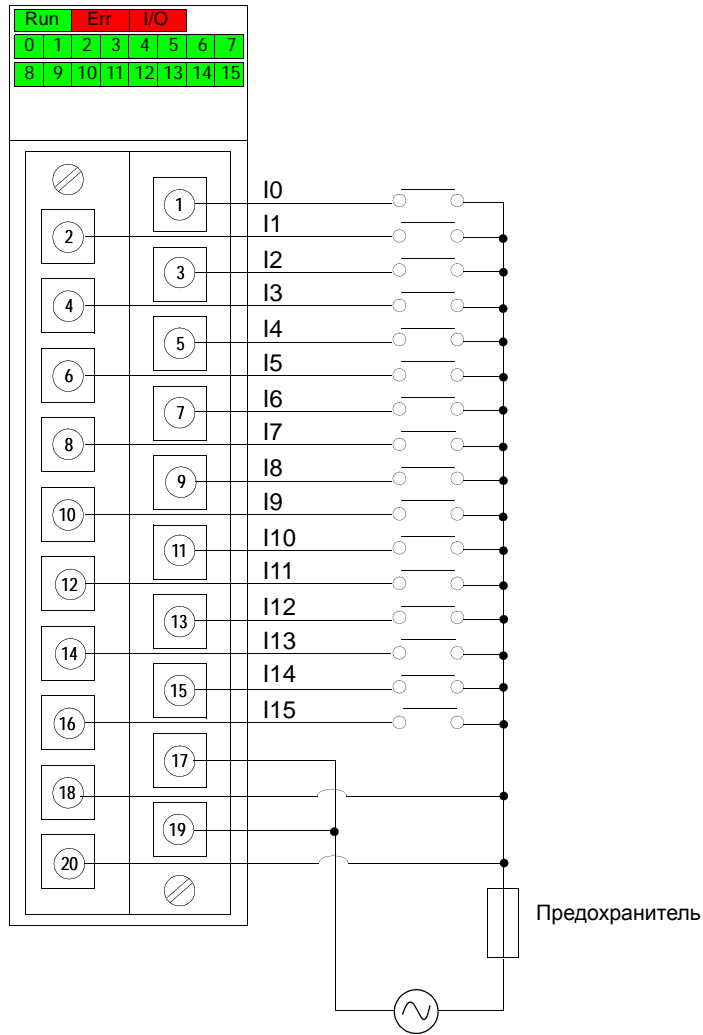 Run Err I/O
0 1 2 3 4 5 6 7
8 9 10 11 12 13 14 15
1 I0
2 I1
3 I2
4 I3
5 I4
6 I5
7 I6
8 I7
9 I8
10 I9
11 I10
12 I11
13 I12
14 I13
15 I14
16 I15
17
18
19
20
Предохранитель